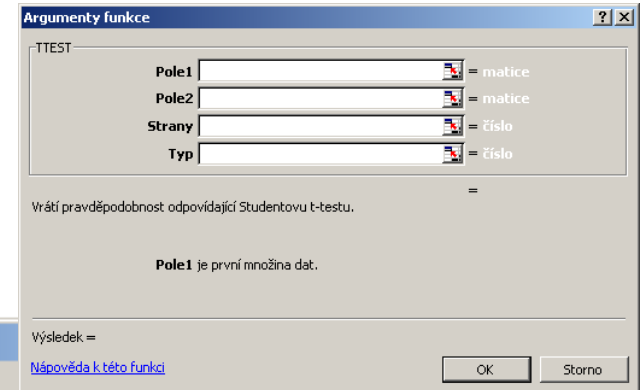 Argumenty funkce
TTEST
Pole1 = matice
Pole2 = matice
Strany = číslo
Typ = číslo
=
Vrátí pravděpodobnost odpovídající Studentovu t-testu.
Pole1 je první množina dat.
Výsledek =
Nápověda k této funkci
OK Storno